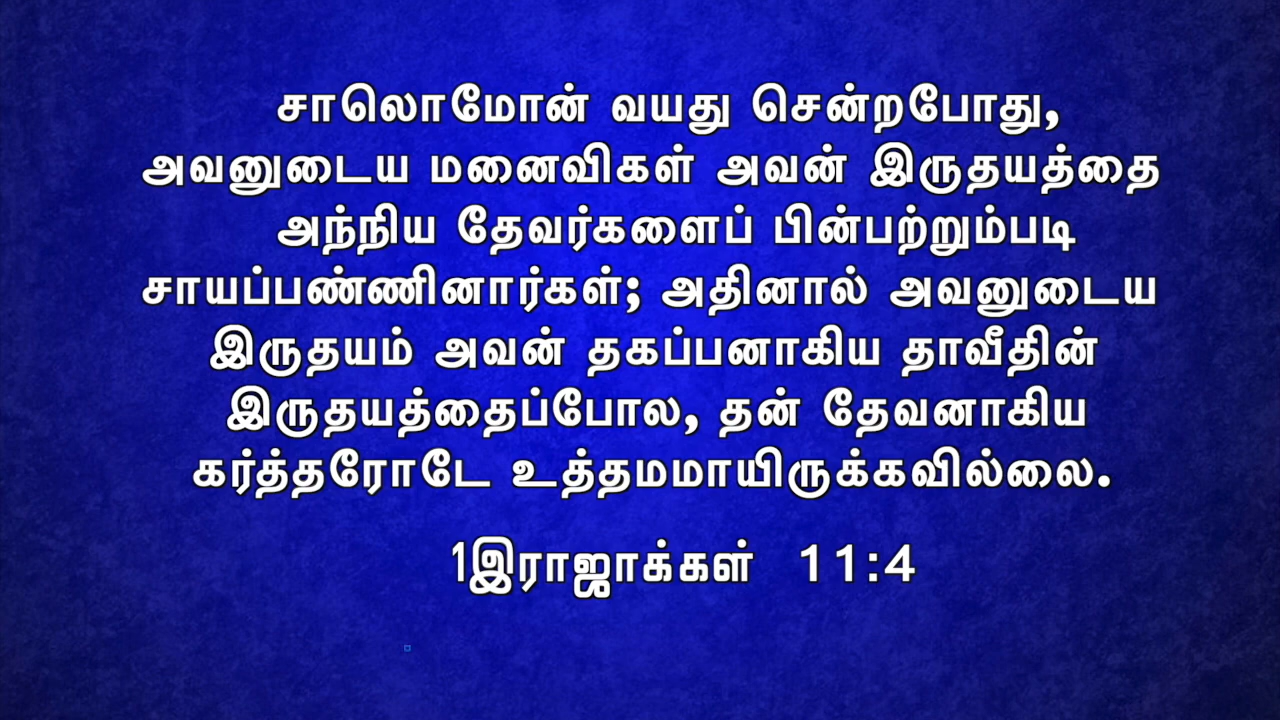 சாலொமோன் வயது சென்றபோது,
அவனுடைய மனைவிகள் அவன் இருதயத்தை
அந்நிய தேவர்களைப் பின்பற்றும்படி
சாயப்பண்ணினார்கள்; அதினால் அவனுடைய
இருதயம் அவன் தகப்பனாகிய தாவீதின்
இருதயத்தைப்போல, தன் தேவனாகிய
கர்த்தரோடே உத்தமமாயிருக்கவில்லை.
1இராஜாக்கள் 11:4